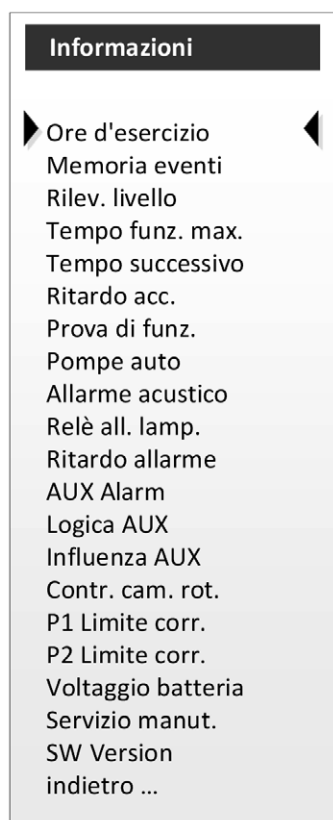 Informazioni
Ore d'esercizio
Memoria eventi
Rilev. livello
Tempo funz. max.
Tempo successivo
Ritardo acc.
Prova di funz.
Pompe auto
Allarme acustico
Relè all. lamp.
Ritardo allarme
AUX Alarm
Logica AUX
Influenza AUX
Contr. cam. rot.
P1 Limite corr.
P2 Limite corr.
Voltaggio batteria
Servizio manut.
SW Version
indietro ...